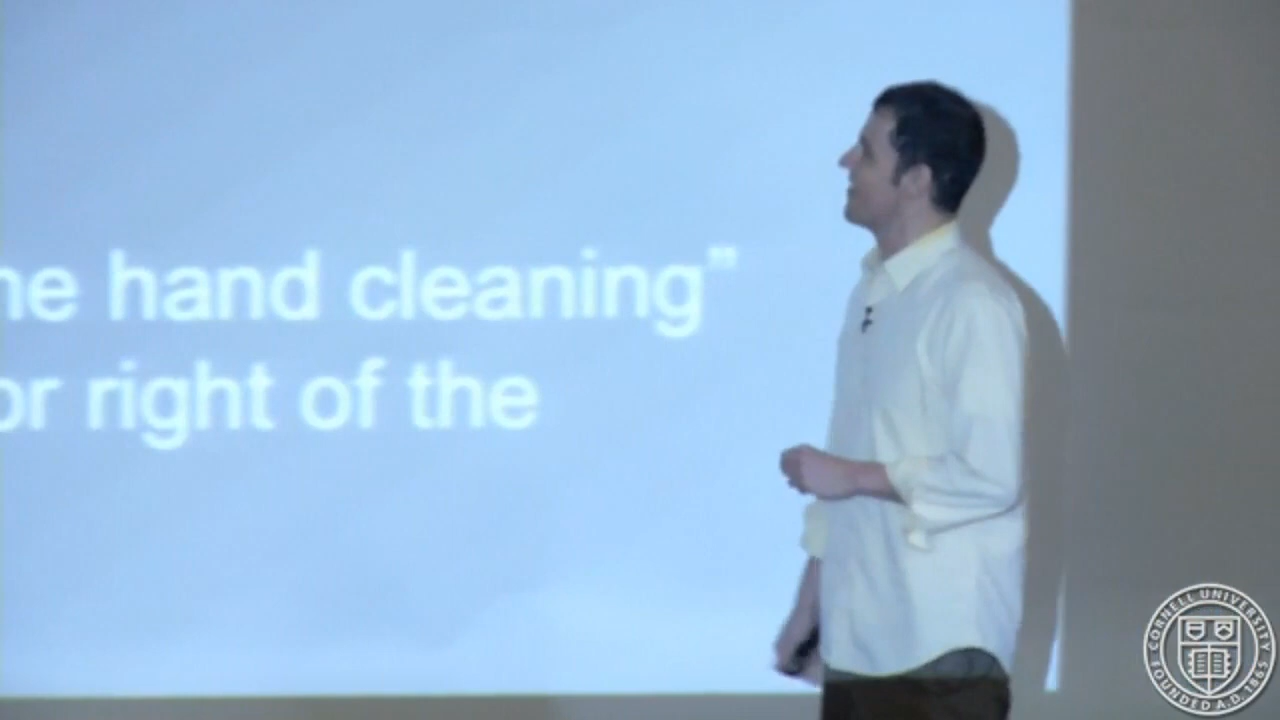 he hand cleaning”
or right of the
CORNELL UNIVERSITY
FOUNDED A.D. 1865